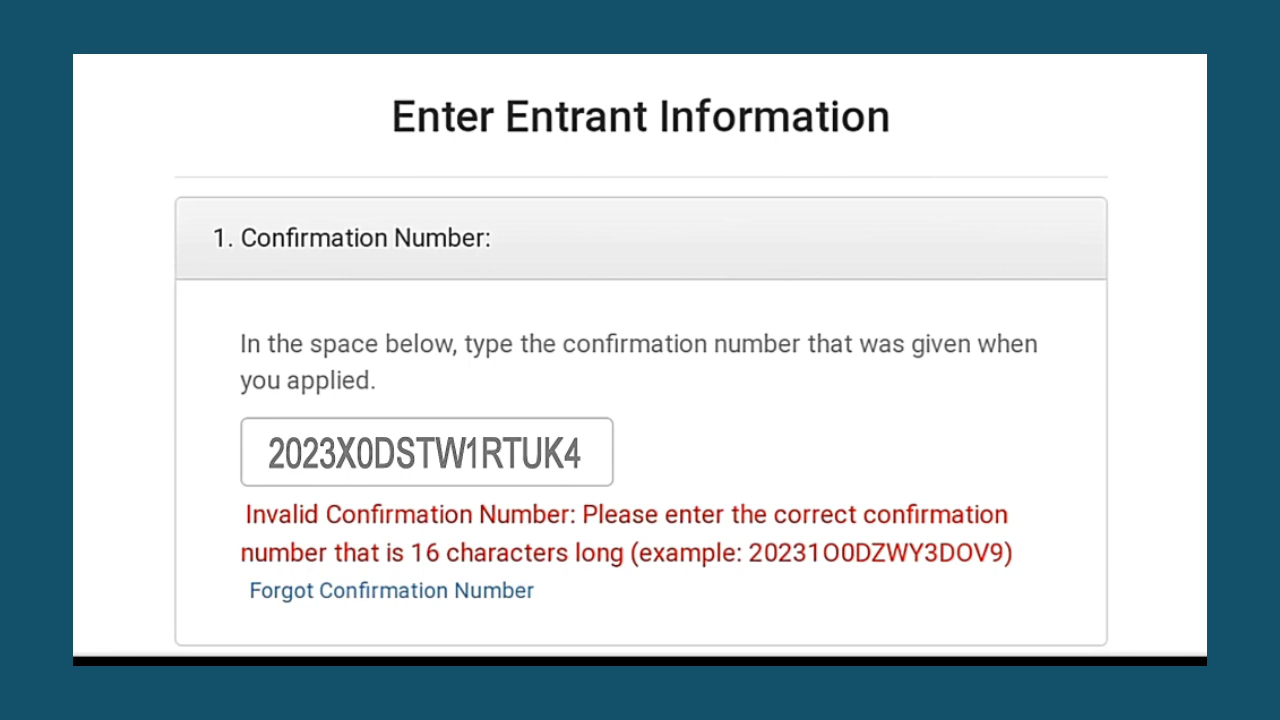 Enter Entrant Information
1. Confirmation Number:
In the space below, type the confirmation number that was given when
you applied.
2023X0DSTW1RTUK4
Invalid Confirmation Number: Please enter the correct confirmation
number that is 16 characters long (example: 20231O0DZWY3DOV9)
Forgot Confirmation Number